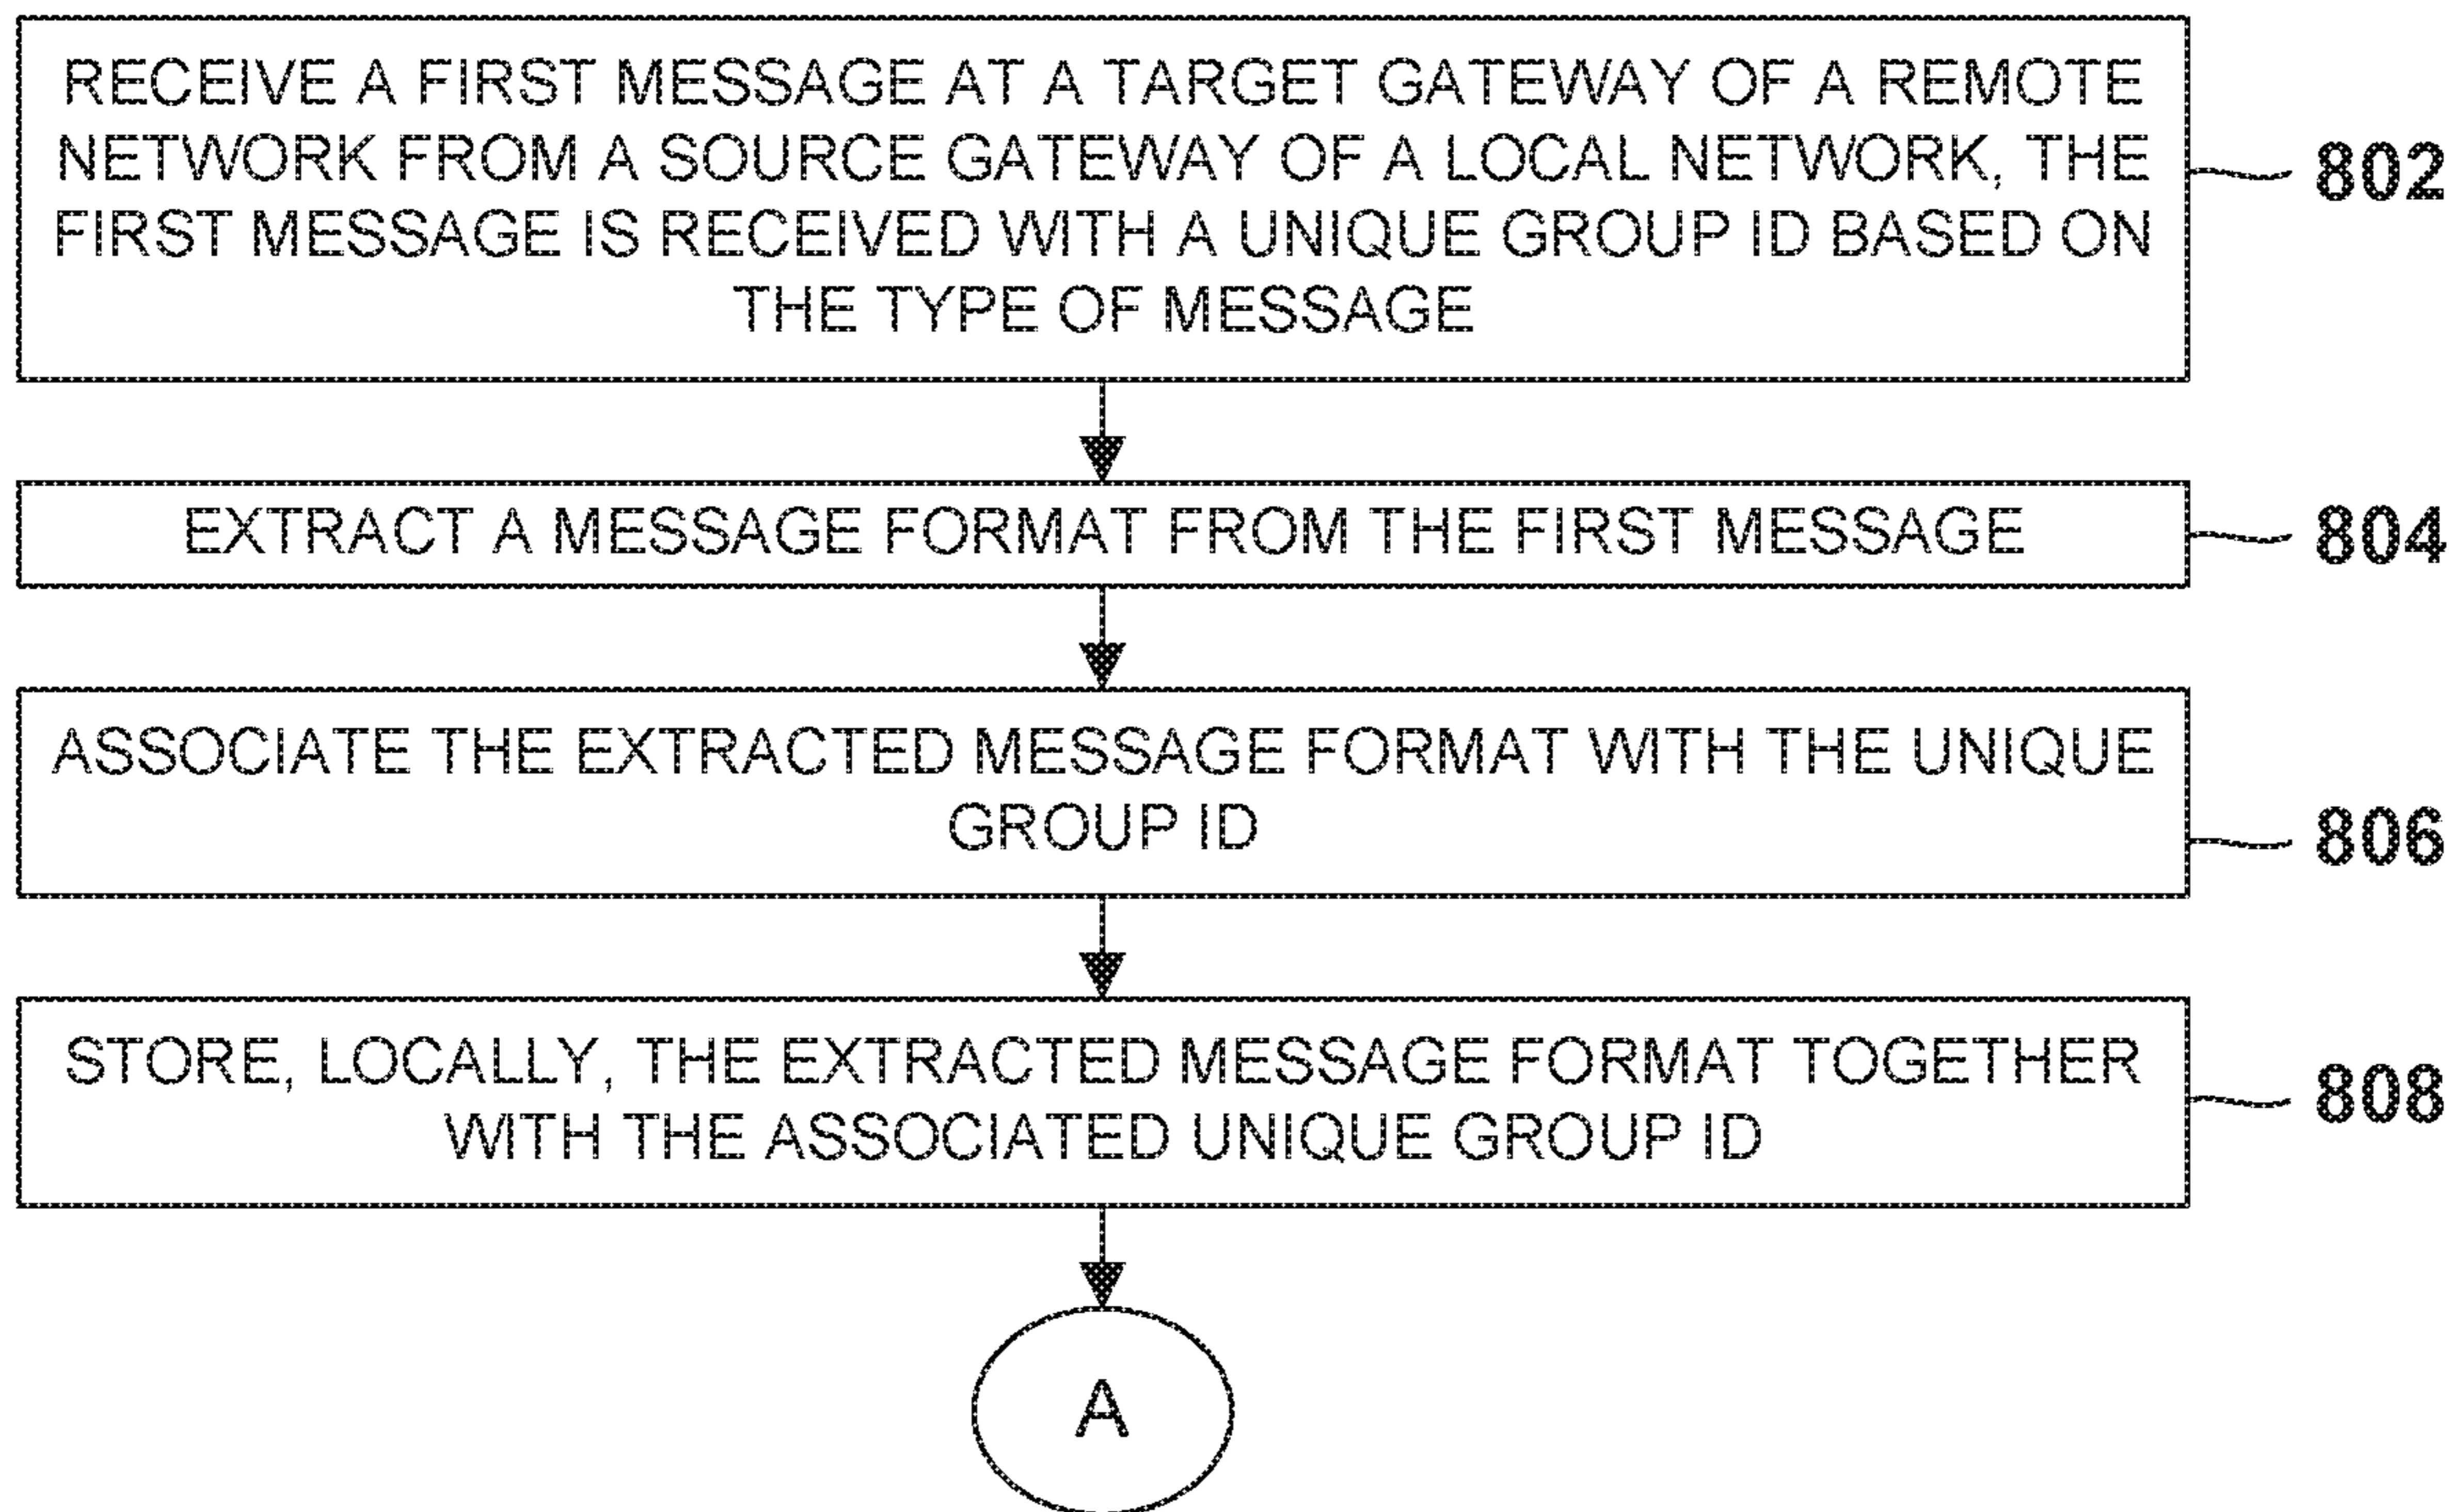 RECEIVE A FIRST MESSAGE AT A TARGET GATEWAY OF A REMOTE
NETWORK FROM A SOURCE GATEWAY OF A LOCAL NETWORK, THE
FIRST MESSAGE IS RECEIVED WITH A UNIQUE GROUP ID BASED ON
THE TYPE OF MESSAGE
802
EXTRACT A MESSAGE FORMAT FROM THE FIRST MESSAGE
804
ASSOCIATE THE EXTRACTED MESSAGE FORMAT WITH THE UNIQUE
GROUP ID
806
STORE, LOCALLY, THE EXTRACTED MESSAGE FORMAT TOGETHER
WITH THE ASSOCIATED UNIQUE GROUP ID
808
A